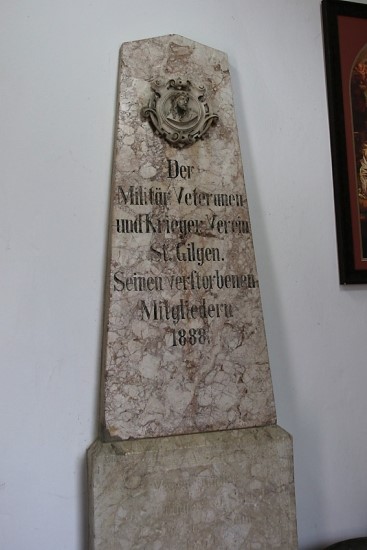 Der
Militär Veteranen-
und Krieger Verein
St. Gilgen.
Seinen verstorbenen
Mitgliedern
1888.